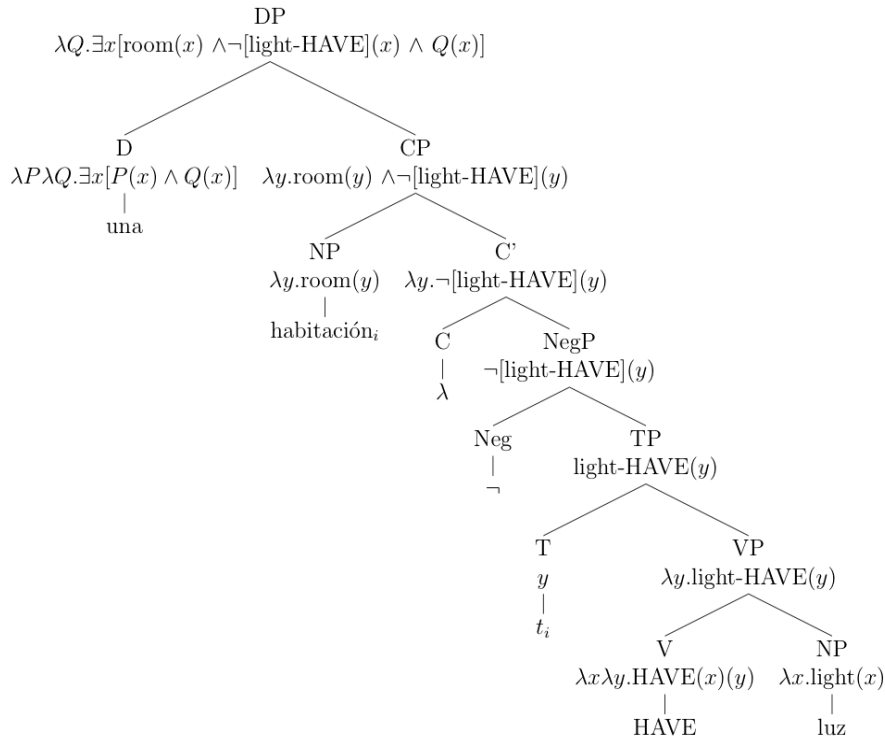 DP
λQ.∃x[room(x) ∧¬[light-HAVE](x) ∧ Q(x)]
D CP
λPλQ.∃x[P(x) ∧ Q(x)] λy.room(y) ∧¬[light-HAVE](y)
una
NP C’
λy.room(y) λy.¬[light-HAVE](y)
habitaciónᵢ
C NegP
¬[light-HAVE](y)
λ
Neg TP
light-HAVE(y)
¬
T VP
y λy.light-HAVE(y)
tᵢ
V NP
λxλy.HAVE(x)(y) λx.light(x)
HAVE luz